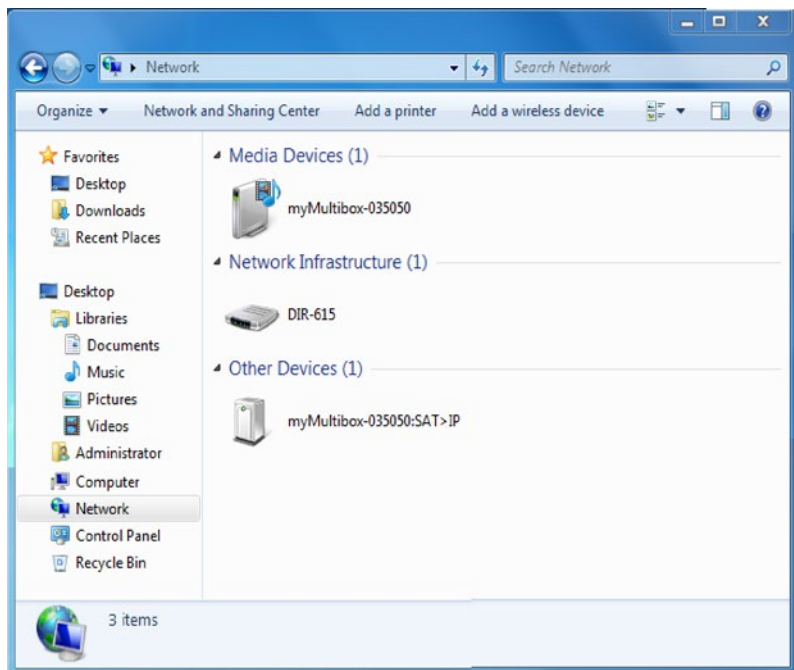 Network
Search Network
Organize
Network and Sharing Center
Add a printer
Add a wireless device
Favorites
Desktop
Downloads
Recent Places
Desktop
Libraries
Documents
Music
Pictures
Videos
Administrator
Computer
Network
Control Panel
Recycle Bin
Media Devices (1)
myMultibox-035050
Network Infrastructure (1)
DIR-615
Other Devices (1)
myMultibox-035050:SAT>IP
3 items